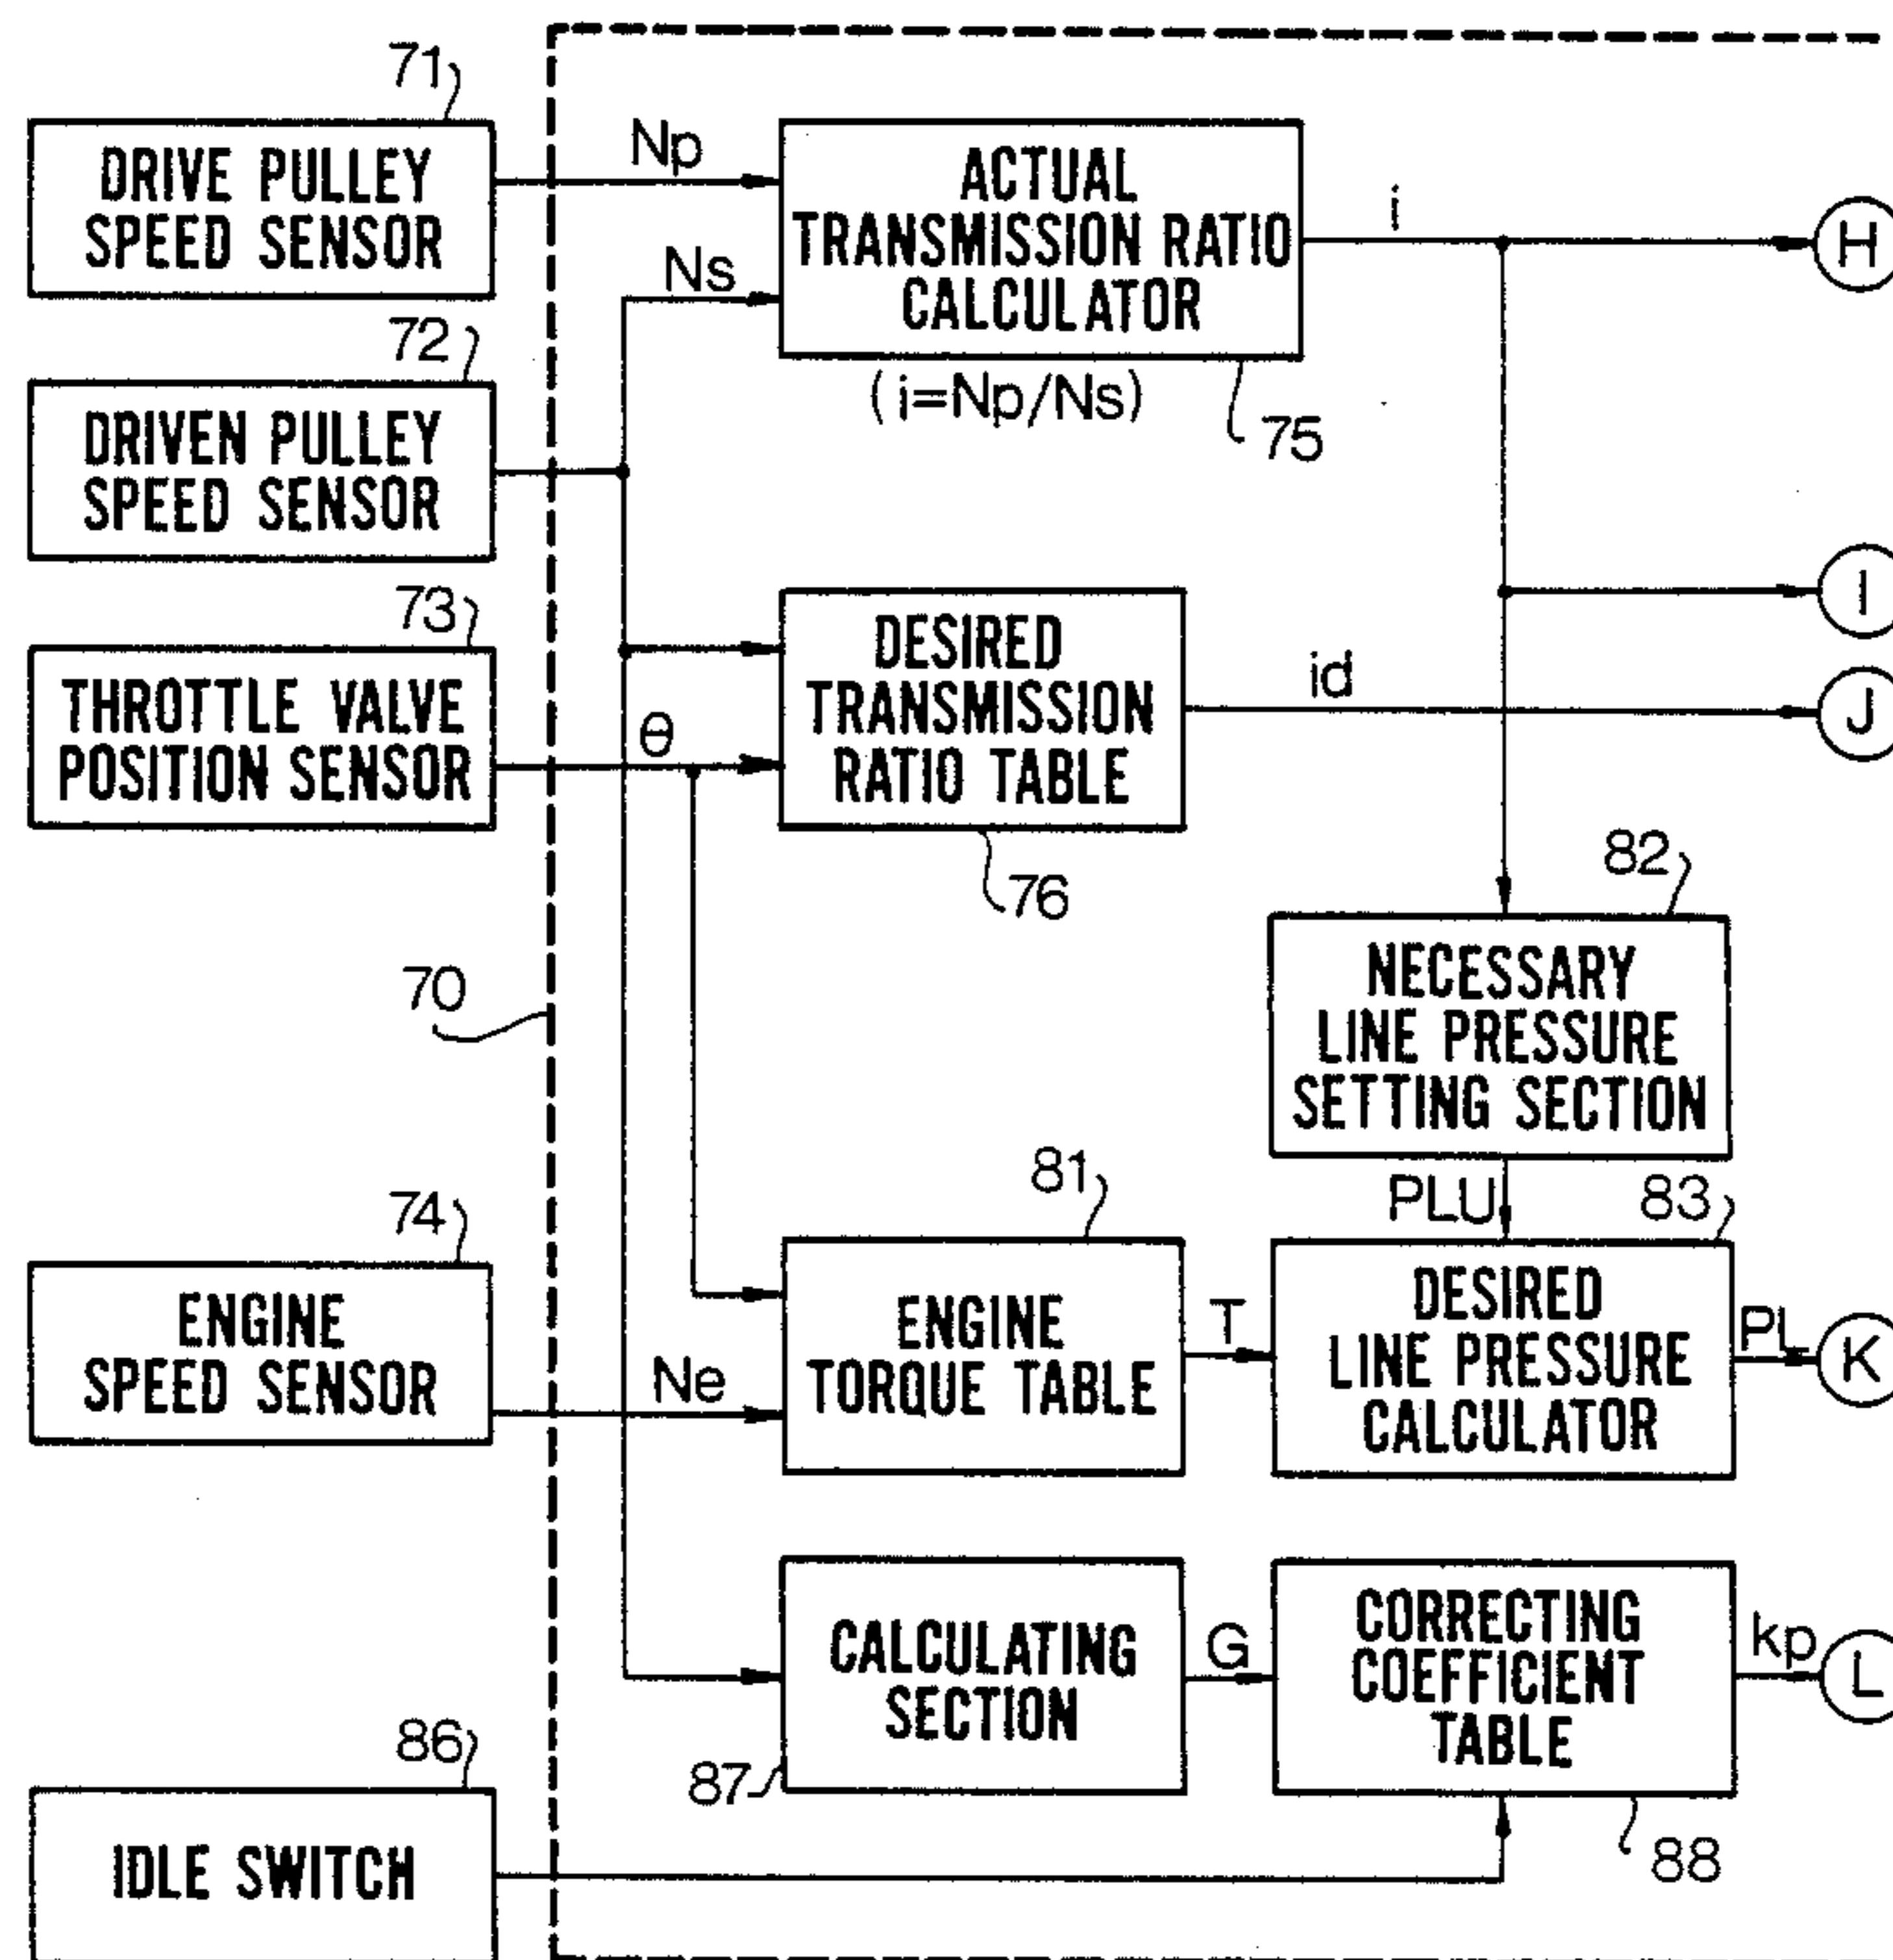 71
DRIVE PULLEY
SPEED SENSOR
Np
ACTUAL
TRANSMISSION RATIO
CALCULATOR
(i=Np/Ns)
75
i
H
Ns
72
DRIVEN PULLEY
SPEED SENSOR
I
73
THROTTLE VALVE
POSITION SENSOR
θ
DESIRED
TRANSMISSION
RATIO TABLE
76
id
J
70
82
NECESSARY
LINE PRESSURE
SETTING SECTION
PLU
74
ENGINE
SPEED SENSOR
Ne
81
ENGINE
TORQUE TABLE
T
83
DESIRED
LINE PRESSURE
CALCULATOR
PL
K
CALCULATING
SECTION
87
G
CORRECTING
COEFFICIENT
TABLE
88
kp
L
86
IDLE SWITCH